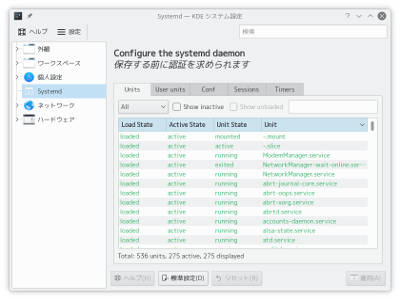 Systemd — KDE システム設定
ヘルプ 設定
検索
外観
ワークスペース
個人設定
Systemd
ネットワーク
ハードウェア
Configure the systemd daemon
保存する前に認証を求められます
Units User units Conf Sessions Timers
All Show inactive Show unloaded
Load State Active State Unit State Unit
loaded active mounted -.mount
loaded active active -.slice
loaded active running ModemManager.service
loaded active exited NetworkManager-wait-online.ser···
loaded active running NetworkManager.service
loaded active running abrt-journal-core.service
loaded active running abrt-oops.service
loaded active running abrt-xorg.service
loaded active running abrtd.service
loaded active running accounts-daemon.service
loaded active running alsa-state.service
loaded active running atd.service
Total: 536 units, 275 active, 275 displayed
ヘルプ(H) 標準設定(D) リセット(R) 適用(A)